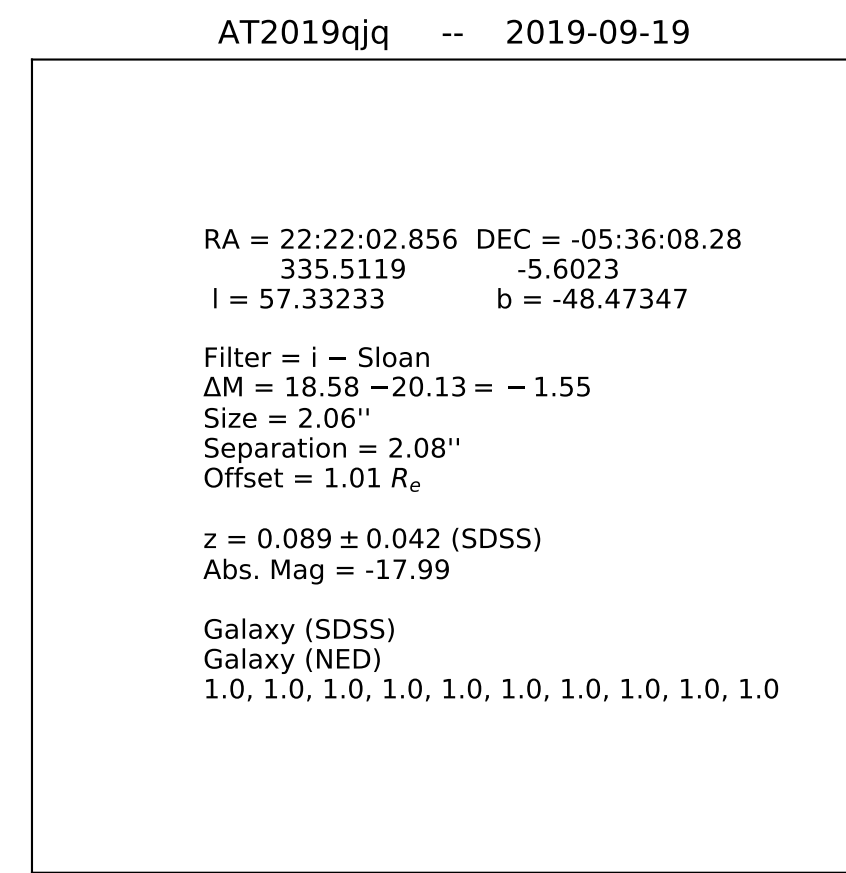 AT2019qjq -- 2019-09-19
RA = 22:22:02.856 DEC = -05:36:08.28
335.5119 -5.6023
l = 57.33233 b = -48.47347
Filter = i − Sloan
ΔM = 18.58 −20.13 = − 1.55
Size = 2.06''
Separation = 2.08''
Offset = 1.01 Rₑ
z = 0.089 ± 0.042 (SDSS)
Abs. Mag = -17.99
Galaxy (SDSS)
Galaxy (NED)
1.0, 1.0, 1.0, 1.0, 1.0, 1.0, 1.0, 1.0, 1.0, 1.0